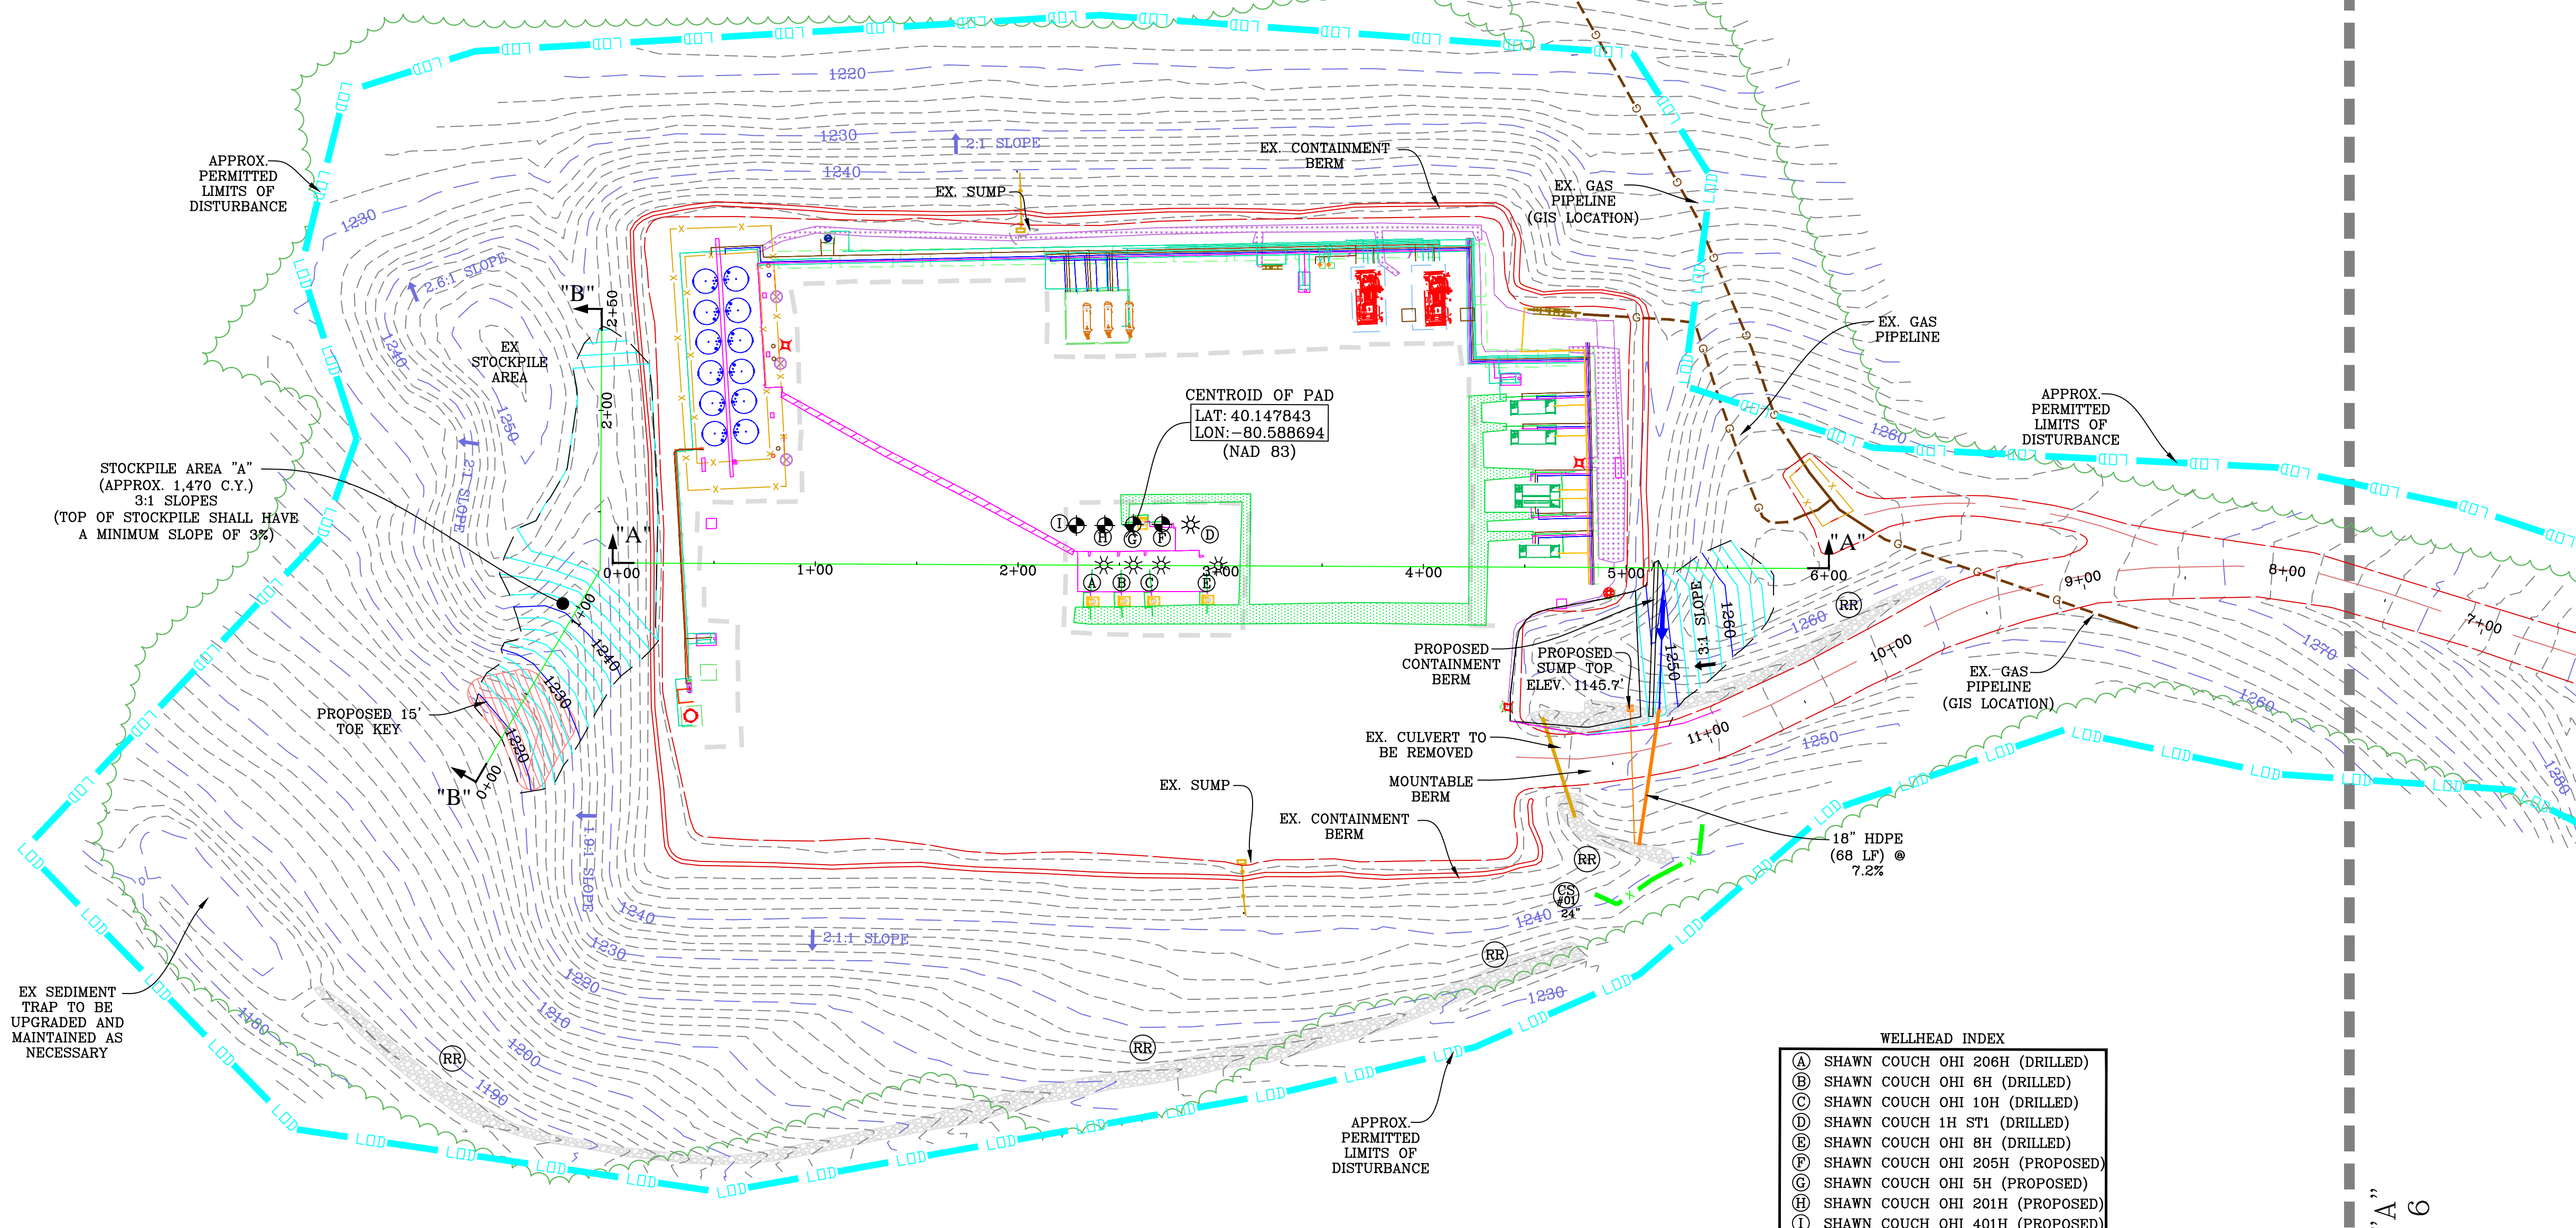 1220
1230
2:1 SLOPE
1240
EX. SUMP
EX. CONTAINMENT
BERM
APPROX.
PERMITTED
LIMITS OF
DISTURBANCE
1230
2.6:1 SLOPE
1240
EX
STOCKPILE
AREA
1250
2:1 SLOPE
"B"
2+50
2+00
EX. GAS
PIPELINE
(GIS LOCATION)
EX. GAS
PIPELINE
CENTROID OF PAD
LAT: 40.147843
LON:-80.588694
(NAD 83)
APPROX.
PERMITTED
LIMITS OF
DISTURBANCE
1260
STOCKPILE AREA "A"
(APPROX. 1,470 C.Y.)
3:1 SLOPES
(TOP OF STOCKPILE SHALL HAVE
A MINIMUM SLOPE OF 3%)
"A"
0+00
1+00
2+00
3+00
4+00
5+00
6+00
"A"
I
H
G
F
D
A
B
C
E
1+00
1240
1230
1220
PROPOSED 15'
TOE KEY
"B"
0+00
1.9:1 SLOPE
PROPOSED
CONTAINMENT
BERM
PROPOSED
SUMP TOP
ELEV. 1145.7'
1250
3:1 SLOPE
1260
1260
RR
9+00
8+00
7+00
10+00
11+00
1250
1270
1260
1280
EX. GAS
PIPELINE
(GIS LOCATION)
EX. CULVERT TO
BE REMOVED
MOUNTABLE
BERM
EX. SUMP
EX. CONTAINMENT
BERM
18" HDPE
(68 LF) @
7.2%
RR
CS
#01
24"
1240
RR
1230
1240
2.1:1 SLOPE
1230
1220
1210
1200
1190
1180
RR
RR
EX SEDIMENT
TRAP TO BE
UPGRADED AND
MAINTAINED AS
NECESSARY
APPROX.
PERMITTED
LIMITS OF
DISTURBANCE
WELLHEAD INDEX
A SHAWN COUCH OHI 206H (DRILLED)
B SHAWN COUCH OHI 6H (DRILLED)
C SHAWN COUCH OHI 10H (DRILLED)
D SHAWN COUCH 1H ST1 (DRILLED)
E SHAWN COUCH OHI 8H (DRILLED)
F SHAWN COUCH OHI 205H (PROPOSED)
G SHAWN COUCH OHI 5H (PROPOSED)
H SHAWN COUCH OHI 201H (PROPOSED)
I SHAWN COUCH OHI 401H (PROPOSED)
"A"
6